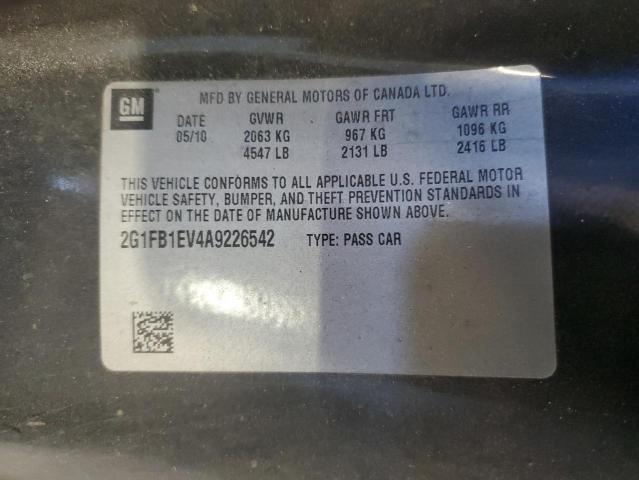 GM
MFD BY GENERAL MOTORS OF CANADA LTD.
DATE GVWR GAWR FRT GAWR RR
05/10 2063 KG 967 KG 1096 KG
4547 LB 2131 LB 2416 LB
THIS VEHICLE CONFORMS TO ALL APPLICABLE U.S. FEDERAL MOTOR
VEHICLE SAFETY, BUMPER, AND THEFT PREVENTION STANDARDS IN
EFFECT ON THE DATE OF MANUFACTURE SHOWN ABOVE.
2G1FB1EV4A9226542 TYPE: PASS CAR